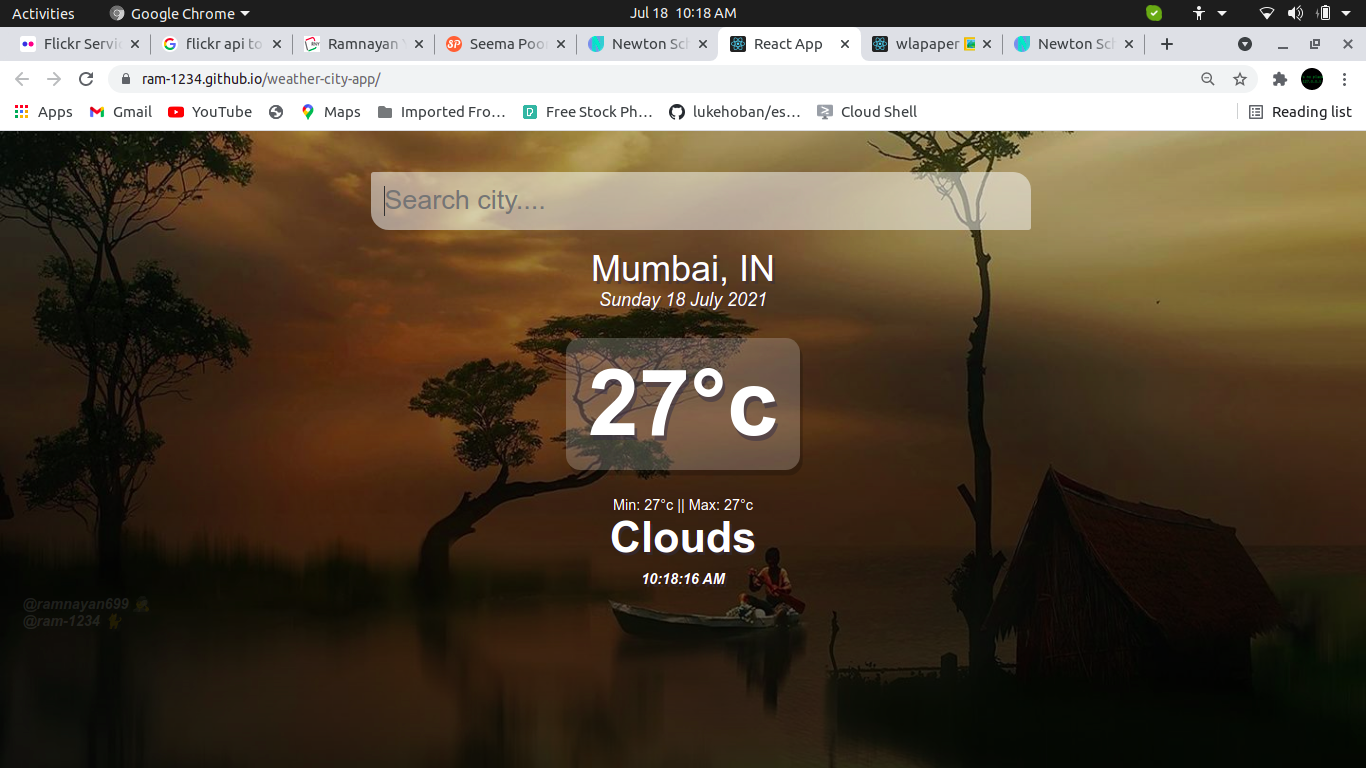 Activities Google Chrome Jul 18 10:18 AM
Flickr Servi flickr api to Ramnayan Y Seema Poo Newton Sch React App wlapaper Newton Sch
ram-1234.github.io/weather-city-app/
Apps Gmail YouTube Maps Imported Fro… Free Stock Ph… lukehoban/es… Cloud Shell Reading list
Search city....
Mumbai, IN
Sunday 18 July 2021
27°c
Min: 27°c || Max: 27°c
Clouds
10:18:16 AM
@ramnayan699
@ram-1234